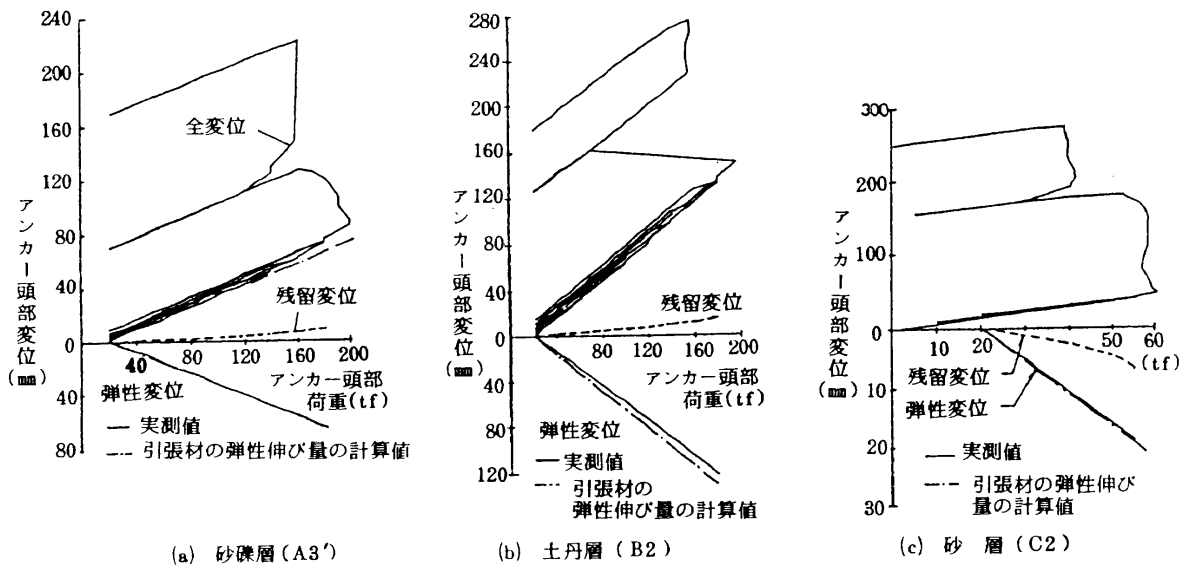 240
200
160
120
80
40
0
40
80
アンカー頭部変位(mm)
全変位
残留変位
40
120
200
アンカー頭部
荷重(tf)
弾性変位
実測値
引張材の弾性伸び量の計算値
(a) 砂礫層(A3′)
280
240
200
160
120
80
40
0
40
80
120
アンカー頭部変位(mm)
残留変位
80
120
160
200
アンカー頭部
荷重(tf)
弾性変位
実測値
引張材の
弾性伸び量の計算値
(b) 土丹層(B2)
300
200
100
0
10
20
30
アンカー頭部変位(mm)
10
20
50
60
(tf)
残留変位
弾性変位
実測値
引張材の弾性伸び
量の計算値
(c) 砂 層(C2)